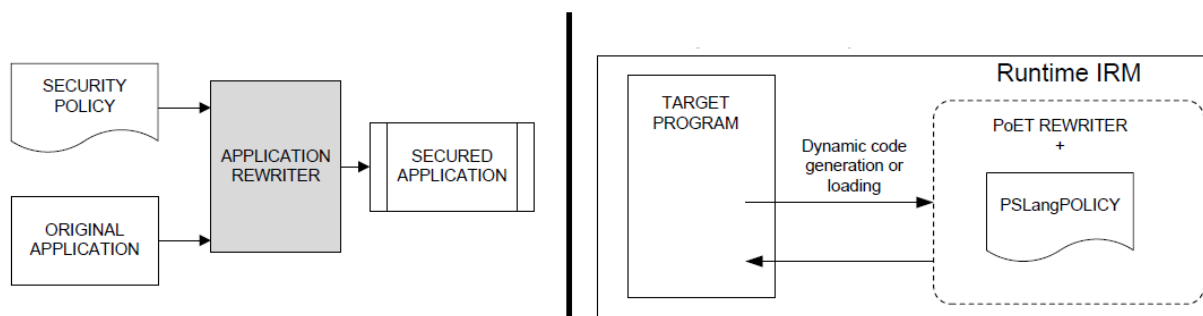 SECURITY
POLICY
APPLICATION
REWRITER
SECURED
APPLICATION
ORIGINAL
APPLICATION
Runtime IRM
TARGET
PROGRAM
Dynamic code
generation or
loading
PoET REWRITER
+
PSLangPOLICY